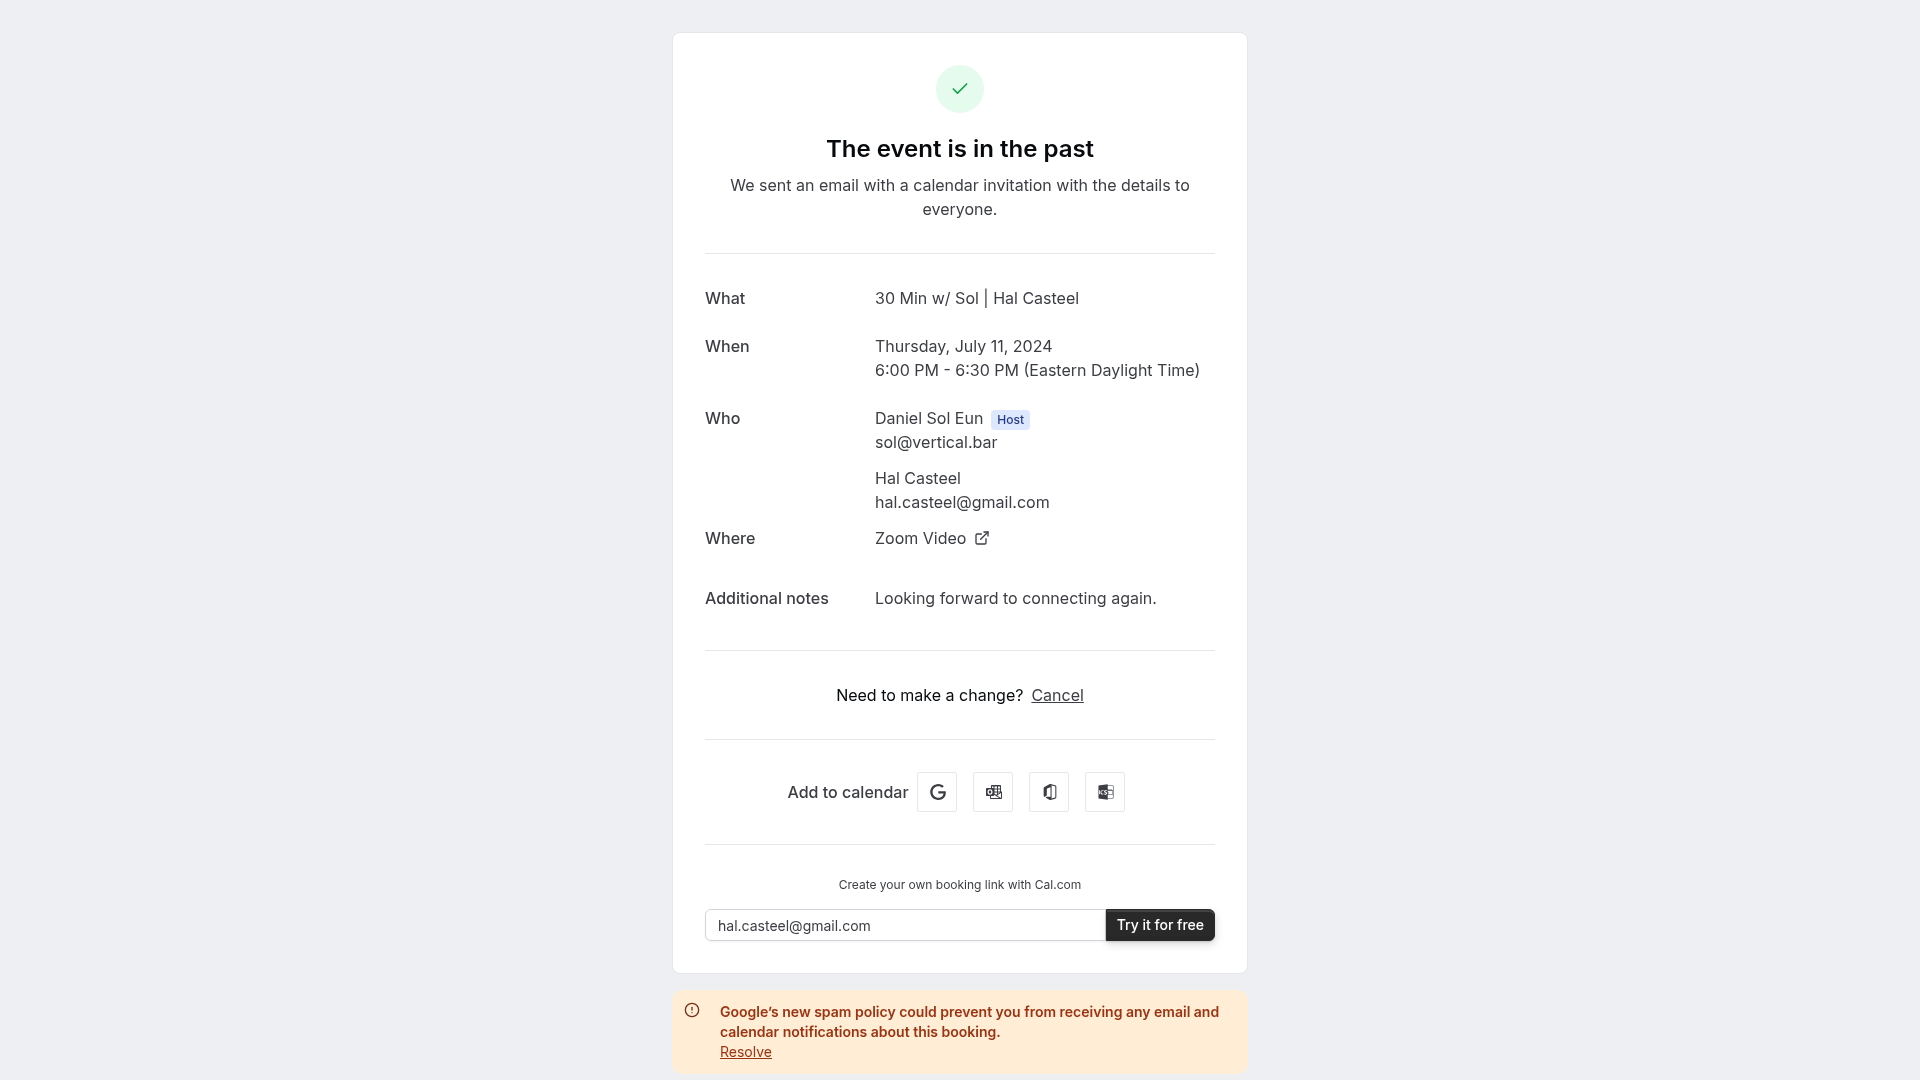 The event is in the past
We sent an email with a calendar invitation with the details to
everyone.
What
30 Min w/ Sol | Hal Casteel
When
Thursday, July 11, 2024
6:00 PM - 6:30 PM (Eastern Daylight Time)
Who
Daniel Sol Eun Host
sol@vertical.bar
Hal Casteel
hal.casteel@gmail.com
Where
Zoom Video
Additional notes
Looking forward to connecting again.
Need to make a change? Cancel
Add to calendar
Create your own booking link with Cal.com
hal.casteel@gmail.com
Try it for free
Google's new spam policy could prevent you from receiving any email and
calendar notifications about this booking.
Resolve